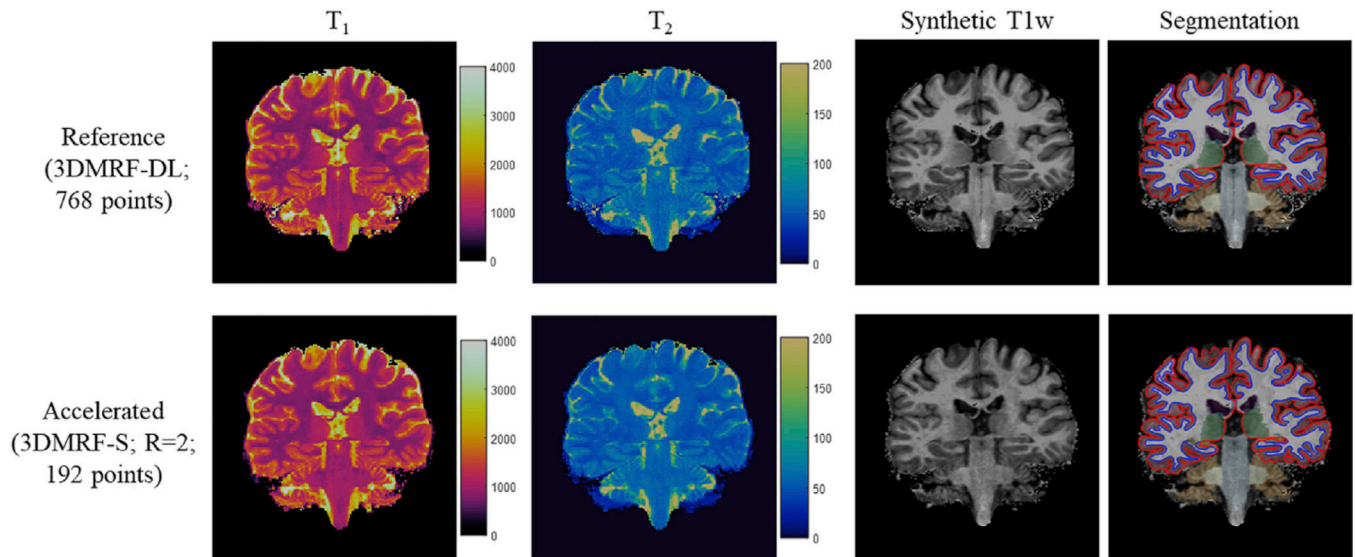 T₁
T₂
Synthetic T1w
Segmentation
Reference
(3DMRF-DL;
768 points)
4000
3000
2000
1000
0
200
150
100
50
0
Accelerated
(3DMRF-S; R=2;
192 points)
4000
3000
2000
1000
0
200
150
100
50
0